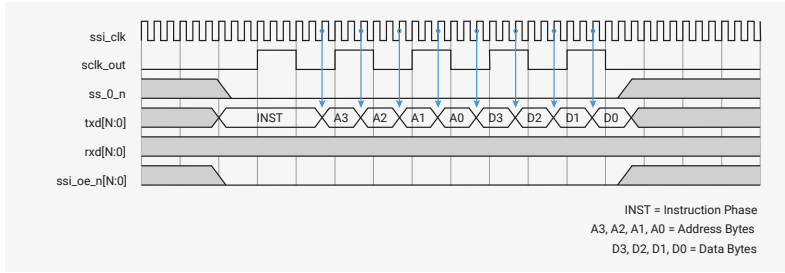 ssi_clk
sclk_out
ss_0_n
txd[N:0] INST A3 A2 A1 A0 D3 D2 D1 D0
rxd[N:0]
ssi_oe_n[N:0]
INST = Instruction Phase
A3, A2, A1, A0 = Address Bytes
D3, D2, D1, D0 = Data Bytes